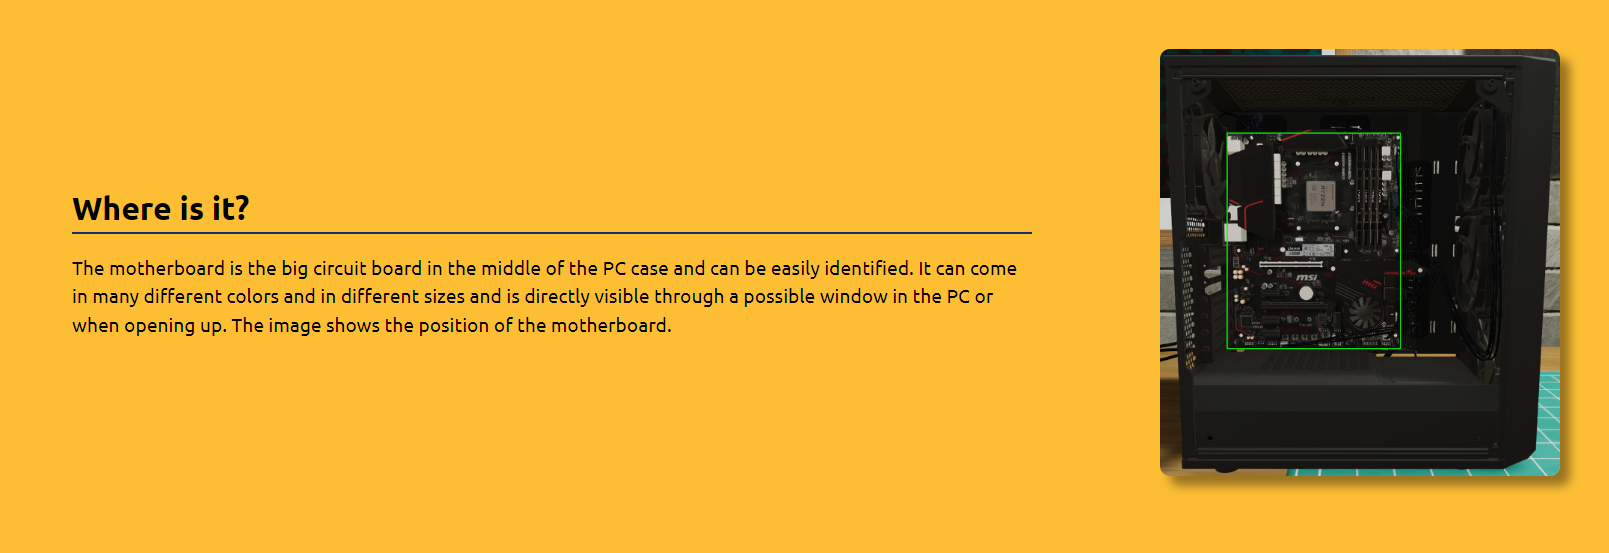 Where is it?
The motherboard is the big circuit board in the middle of the PC case and can be easily identified. It can come
in many different colors and in different sizes and is directly visible through a possible window in the PC or
when opening up. The image shows the position of the motherboard.
RYZEN
msi
msi